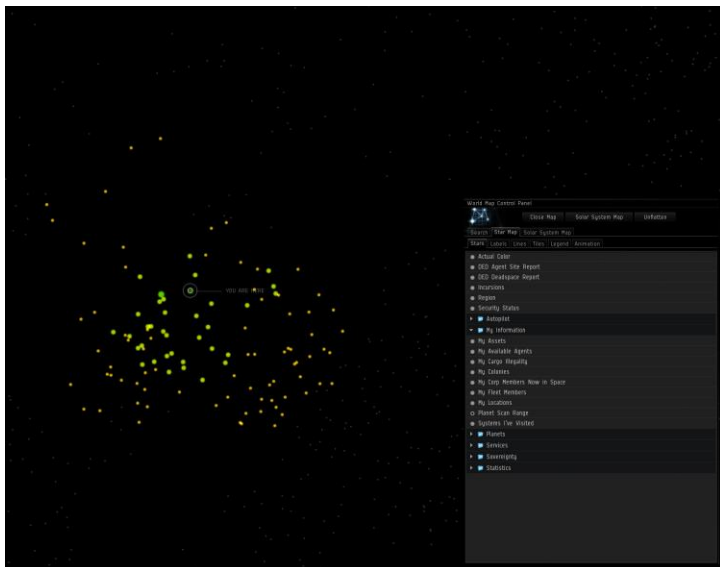 YOU ARE HERE
World Map Control Panel
Close Map Solar System Map Unflatten
Search Star Map Solar System Map
Stars Labels Lines Tiles Legend Animation
Actual Color
DED Agent Site Report
DED Deadspace Report
Incursions
Region
Security Status
Autopilot
My Information
My Assets
My Available Agents
My Cargo Illegality
My Colonies
My Corp Members Now in Space
My Fleet Members
My Locations
Planet Scan Range
Systems I've Visited
Planets
Services
Sovereignty
Statistics